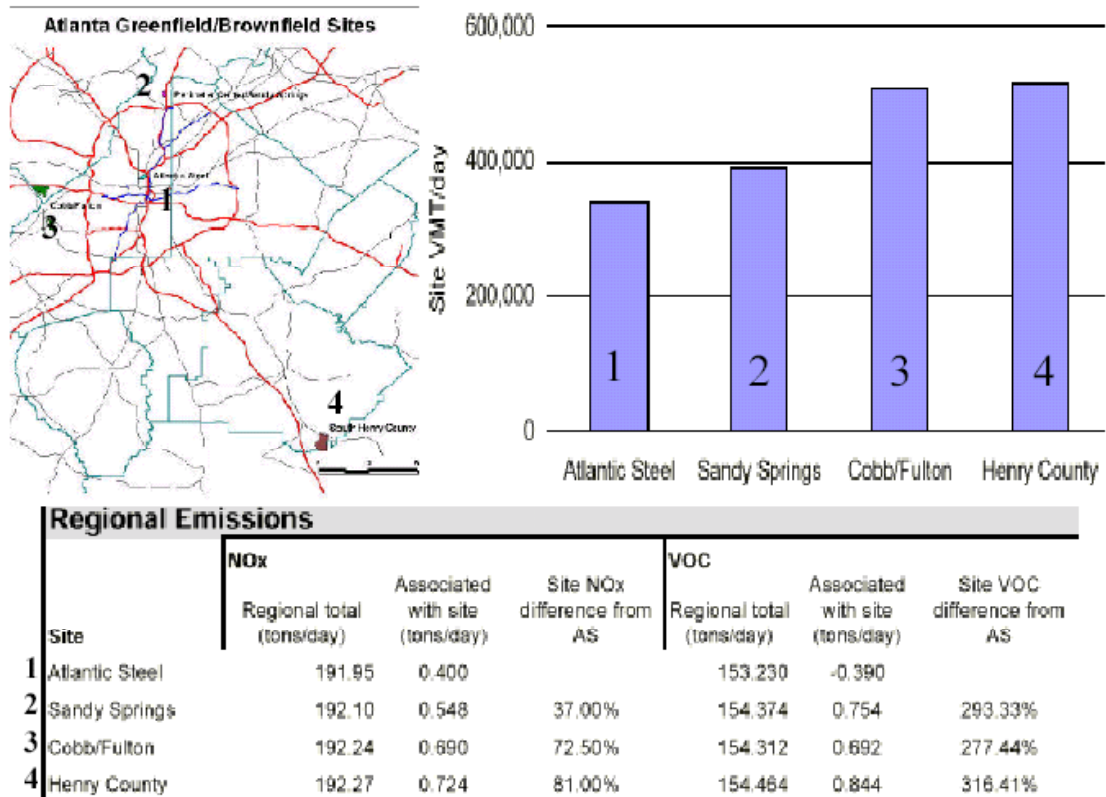 Atlanta Greenfield/Brownfield Sites
2
Atlantic Steel
1
Cobb/Fulton
3
4
South Henry County
600,000
400,000
200,000
0
Site VMT/day
1
2
3
4
Atlantic Steel
Sandy Springs
Cobb/Fulton
Henry County
Regional Emissions
NOx
VOC
Site
Regional total (tons/day)
Associated with site (tons/day)
Site NOx difference from AS
Regional total (tons/day)
Associated with site (tons/day)
Site VOC difference from AS
1 Atlantic Steel 191.95 0.400 153.230 -0.390
2 Sandy Springs 192.10 0.548 37.00% 154.374 0.754 293.33%
3 Cobb/Fulton 192.24 0.690 72.50% 154.312 0.692 277.44%
4 Henry County 192.27 0.724 81.00% 154.464 0.844 316.41%